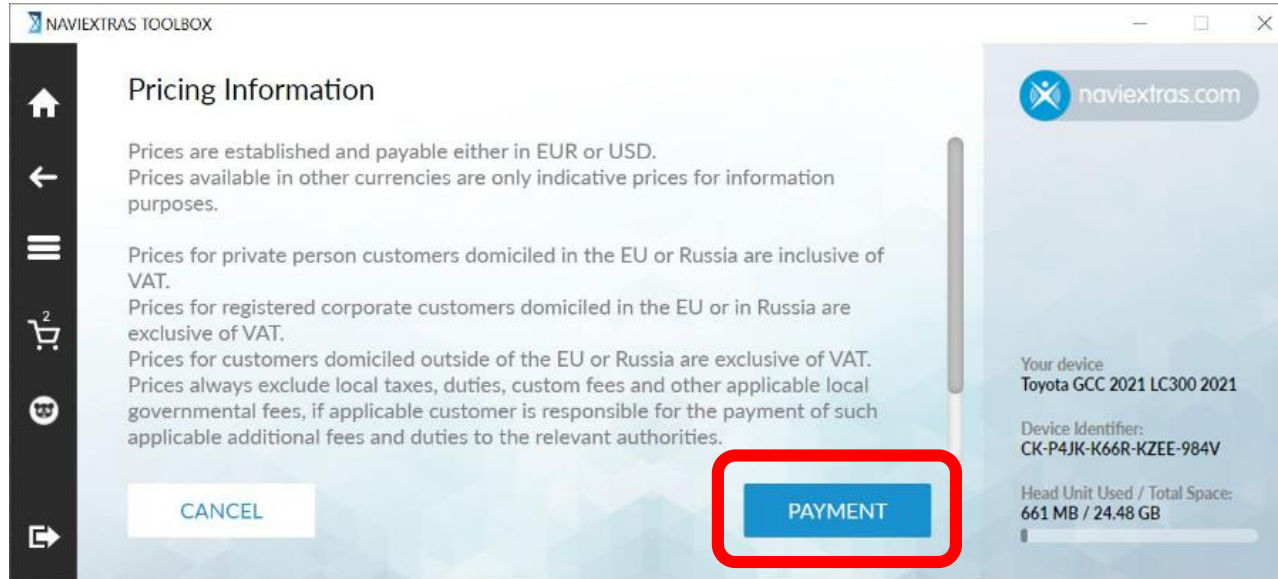 NAVIEXTRAS TOOLBOX
Pricing Information
Prices are established and payable either in EUR or USD.
Prices available in other currencies are only indicative prices for information
purposes.
Prices for private person customers domiciled in the EU or Russia are inclusive of
VAT.
Prices for registered corporate customers domiciled in the EU or in Russia are
exclusive of VAT.
Prices for customers domiciled outside of the EU or Russia are exclusive of VAT.
Prices always exclude local taxes, duties, custom fees and other applicable local
governmental fees, if applicable customer is responsible for the payment of such
applicable additional fees and duties to the relevant authorities.
CANCEL
PAYMENT
2
naviextras.com
Your device
Toyota GCC 2021 LC300 2021
Device Identifier:
CK-P4JK-K66R-KZEE-984V
Head Unit Used / Total Space:
661 MB / 24.48 GB